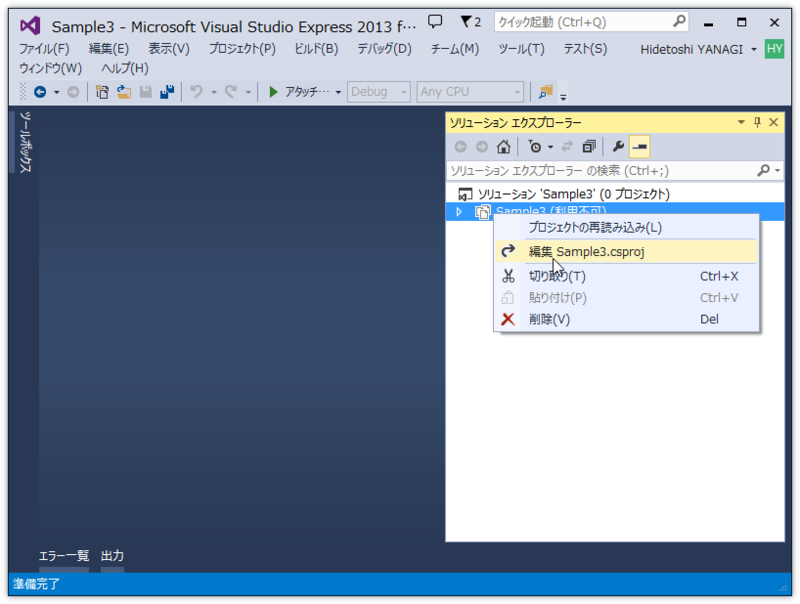 Sample3 - Microsoft Visual Studio Express 2013 f… 2 クイック起動 (Ctrl+Q)
ファイル(F) 編集(E) 表示(V) プロジェクト(P) ビルド(B) デバッグ(D) チーム(M) ツール(T) テスト(S) Hidetoshi YANAGI HY
ウィンドウ(W) ヘルプ(H)
アタッチ… Debug Any CPU
ツールボックス
ソリューション エクスプローラー
ソリューション エクスプローラー の検索 (Ctrl+;)
ソリューション 'Sample3' (0 プロジェクト)
Sample3 (利用不可)
プロジェクトの再読み込み(L)
編集 Sample3.csproj
切り取り(T) Ctrl+X
貼り付け(P) Ctrl+V
削除(V) Del
エラー一覧 出力
準備完了